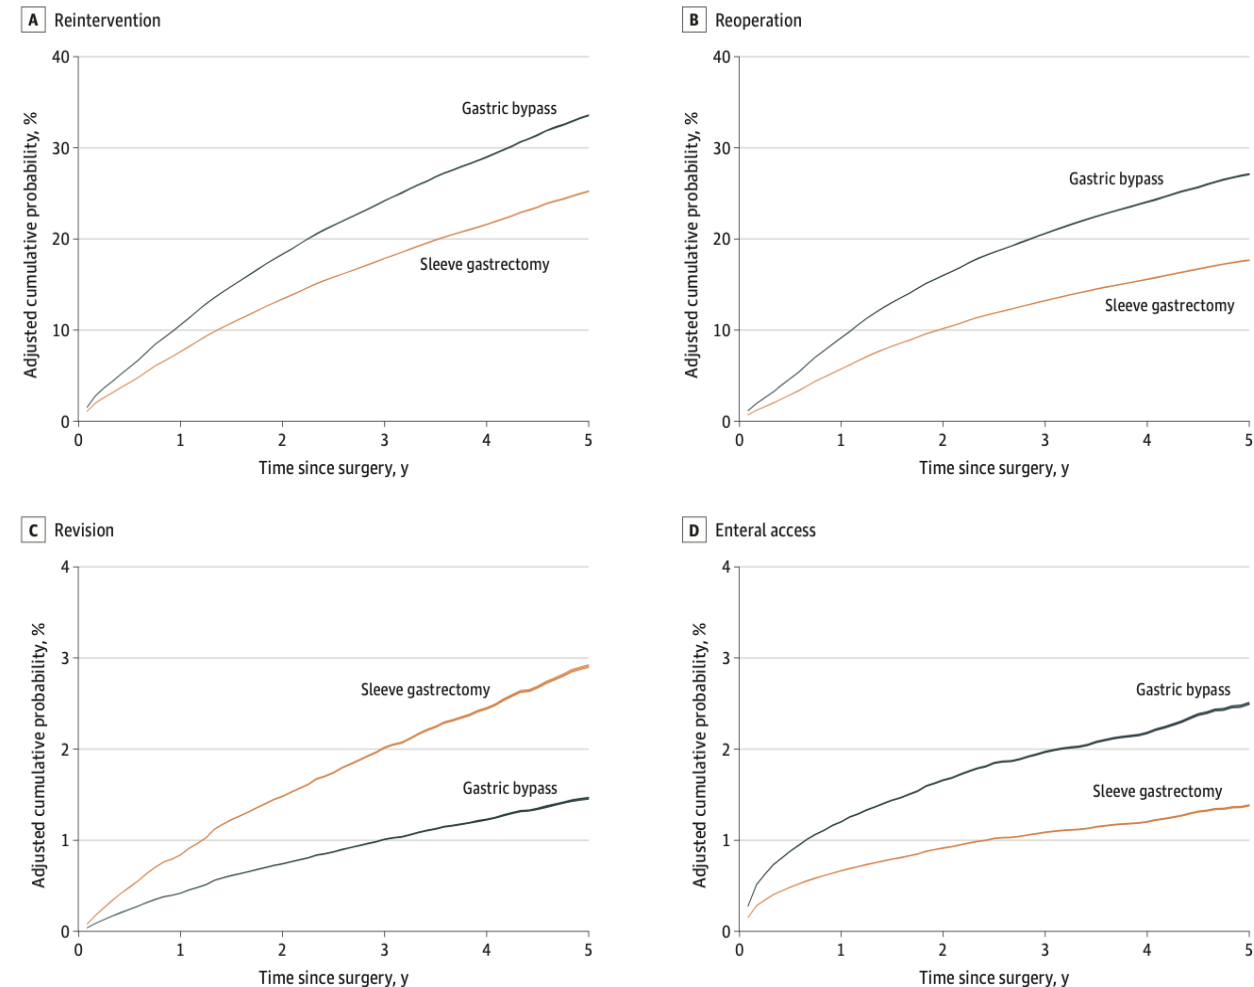 A Reintervention
Adjusted cumulative probability, %
40
30
20
10
0
Gastric bypass
Sleeve gastrectomy
0 1 2 3 4 5
Time since surgery, y
B Reoperation
Adjusted cumulative probability, %
40
30
20
10
0
Gastric bypass
Sleeve gastrectomy
0 1 2 3 4 5
Time since surgery, y
C Revision
Adjusted cumulative probability, %
4
3
2
1
0
Sleeve gastrectomy
Gastric bypass
0 1 2 3 4 5
Time since surgery, y
D Enteral access
Adjusted cumulative probability, %
4
3
2
1
0
Gastric bypass
Sleeve gastrectomy
0 1 2 3 4 5
Time since surgery, y